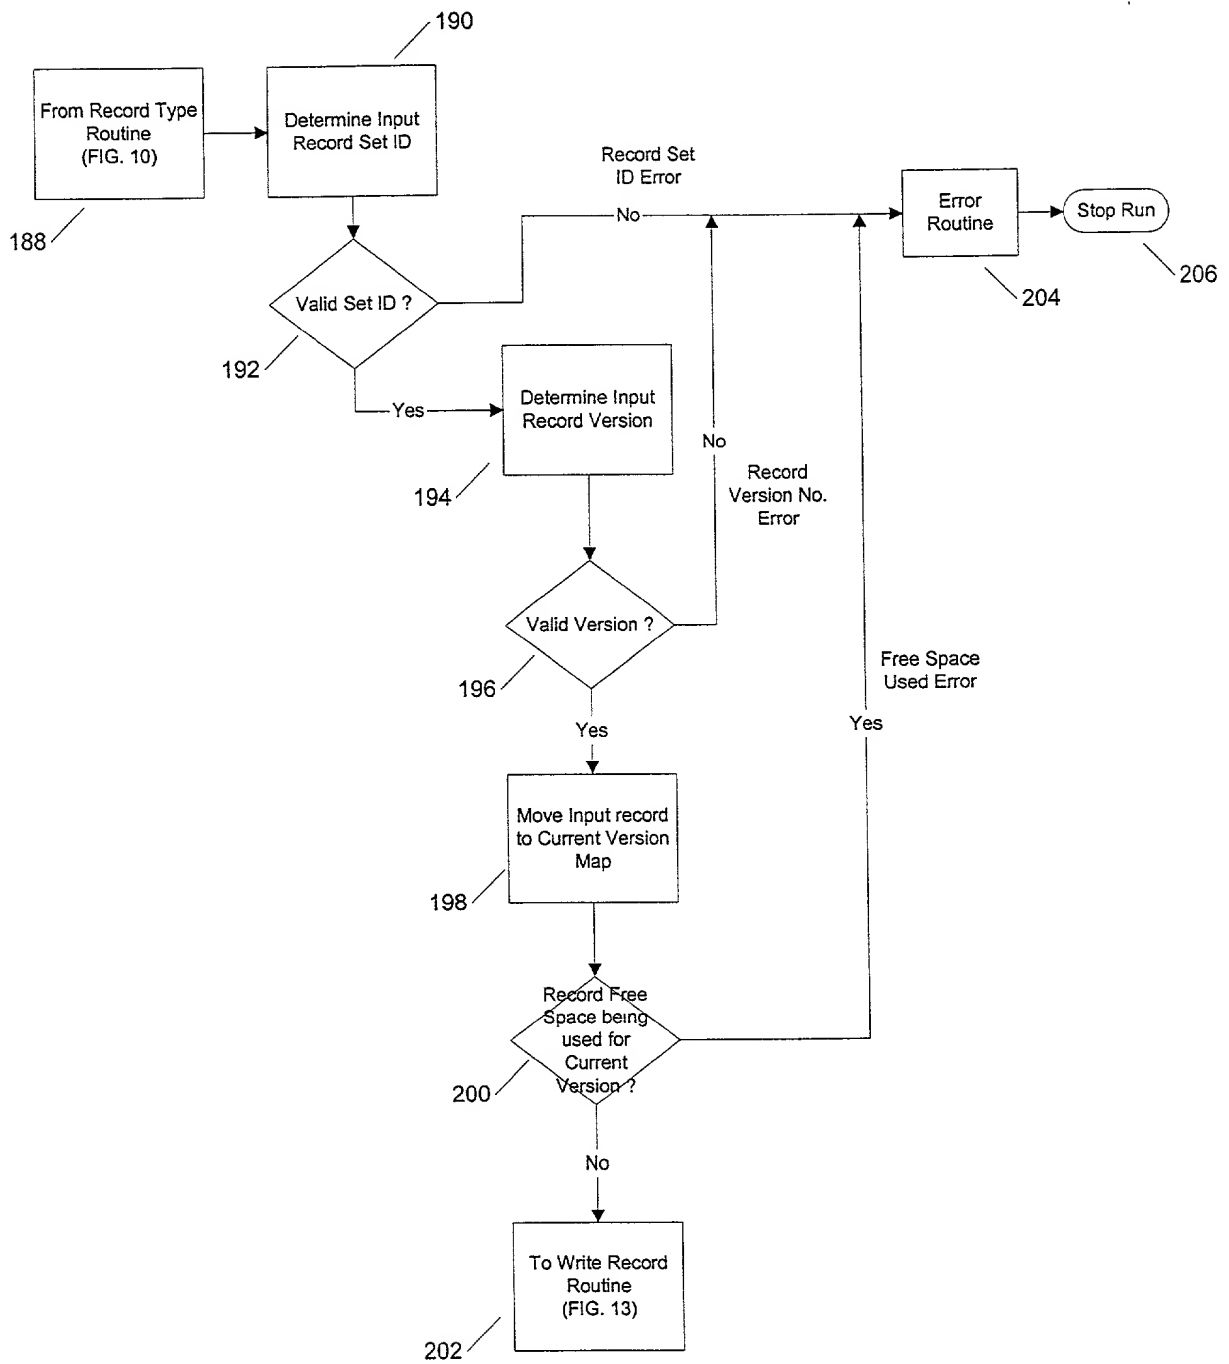 190
From Record Type
Routine
(FIG. 10)
Determine Input
Record Set ID
188
Record Set
ID Error
No
Error
Routine
Stop Run
206
204
Valid Set ID ?
192
Yes
Determine Input
Record Version
194
No
Record
Version No.
Error
Valid Version ?
196
Yes
Free Space
Used Error
Yes
Move Input record
to Current Version
Map
198
Record Free
Space being
used for
Current
Version ?
200
No
To Write Record
Routine
(FIG. 13)
202